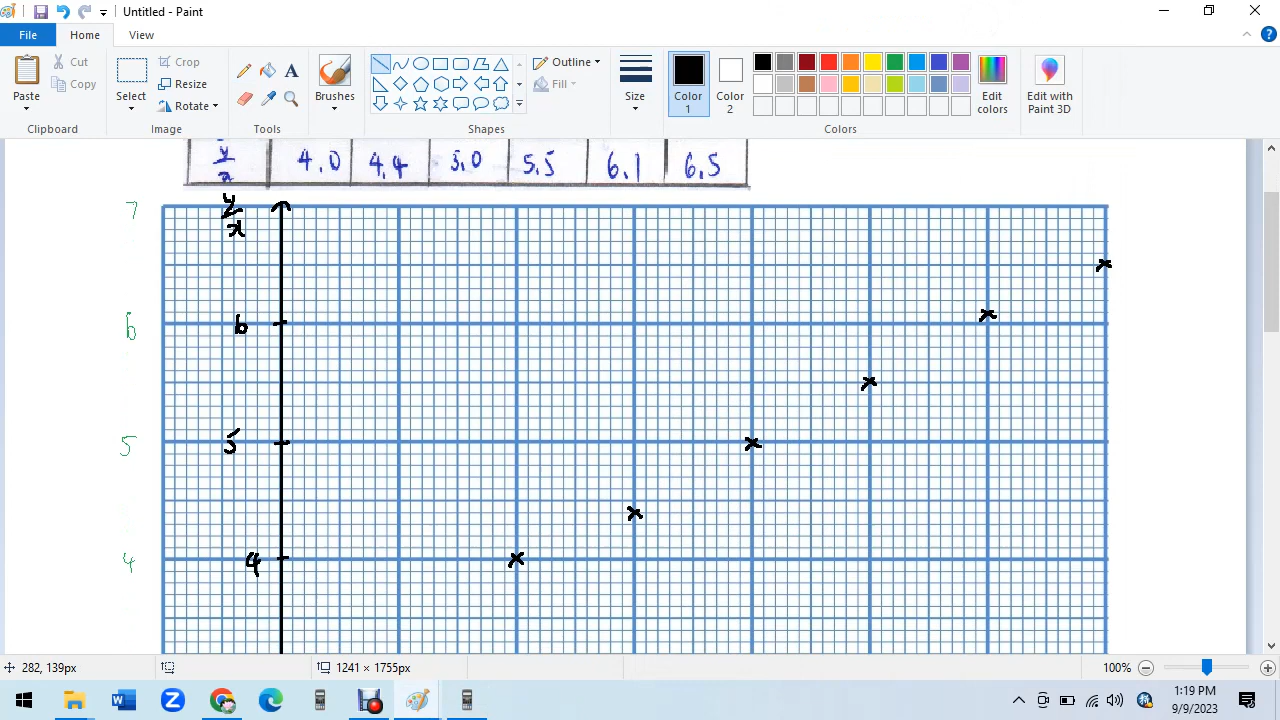 Untitled - Paint
File Home View
Paste Cut Copy Clipboard
Select Crop Resize Rotate Image
Tools
Brushes
Outline Fill Shapes
Size
Color 1 Color 2 Edit colors Colors
Edit with Paint 3D
y/x 4.0 4.4 5.0 5.5 6.1 6.5
7 y/x
6 6
5 5
4 4
282, 139px 1241 × 1755px 100%
1:19 PM
9/9/2023